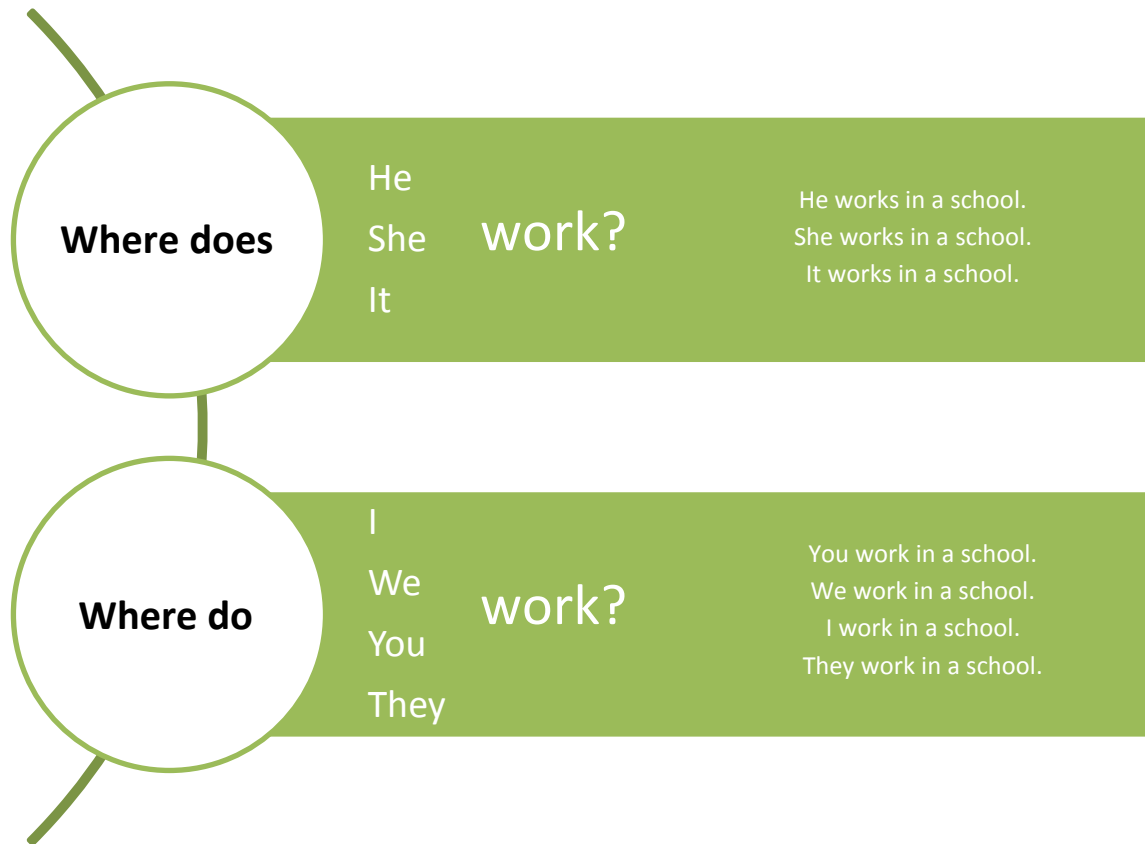 Where does
He
She
It
work?
He works in a school.
She works in a school.
It works in a school.
Where do
I
We
You
They
work?
You work in a school.
We work in a school.
I work in a school.
They work in a school.